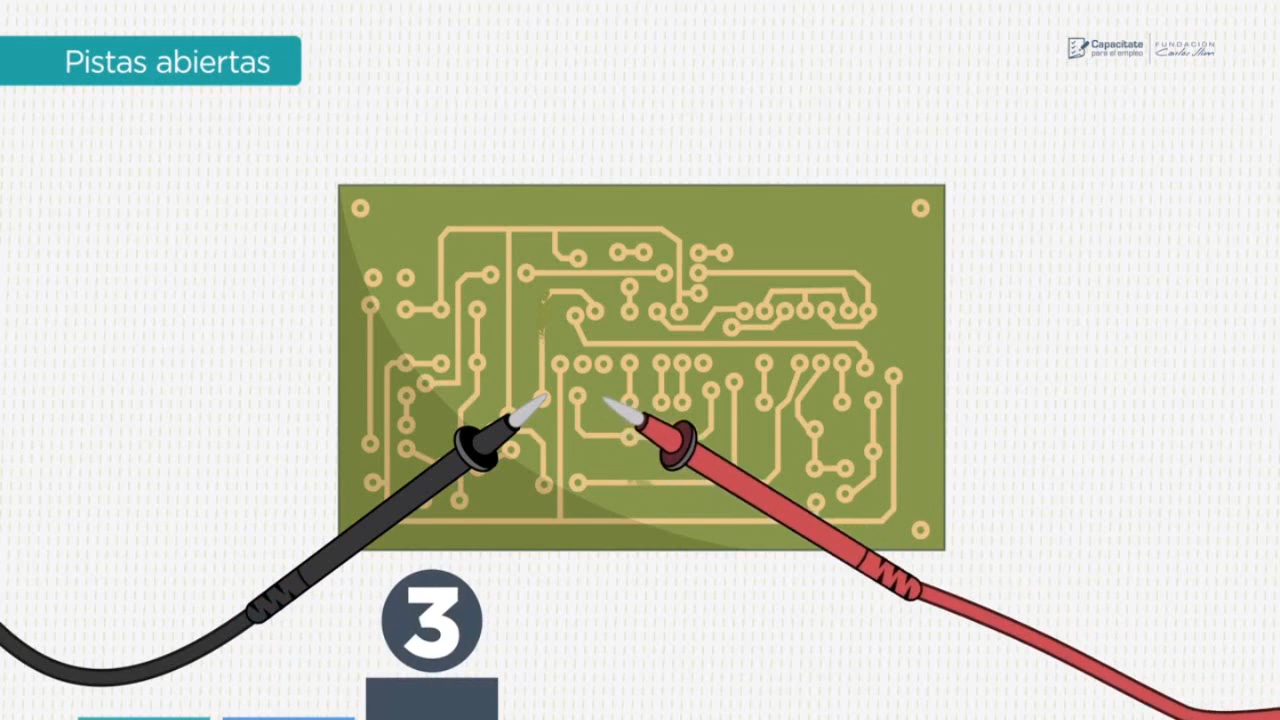 Pistas abiertas
Capacítate
para el empleo
FUNDACIÓN
Carlos Slim
3